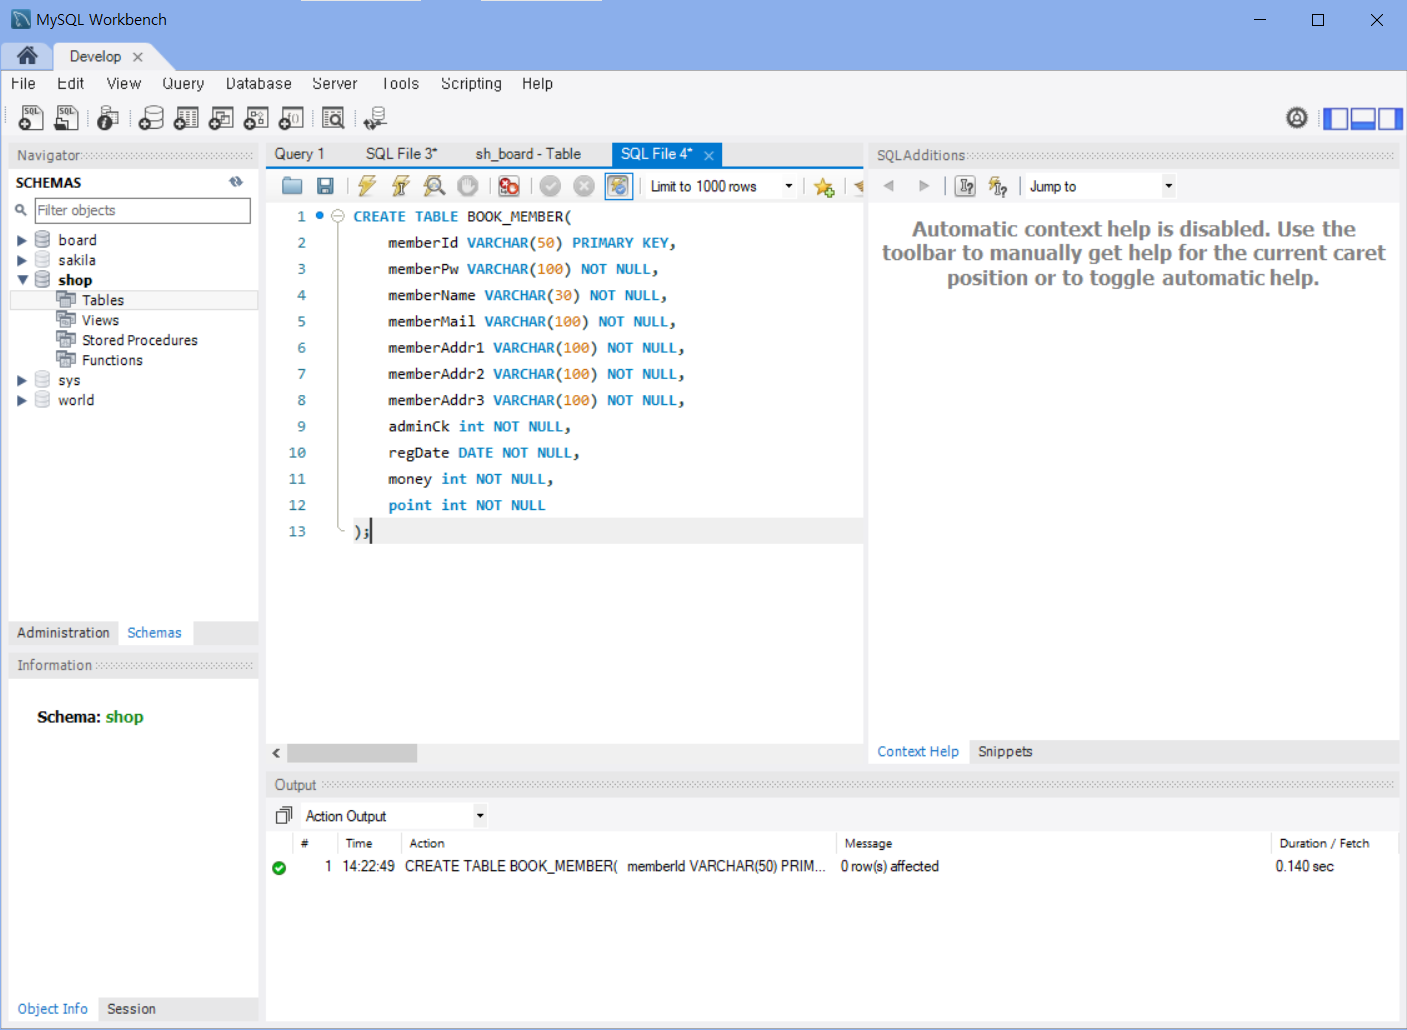 MySQL Workbench
Develop
File Edit View Query Database Server Tools Scripting Help
Navigator
SCHEMAS
Filter objects
board
sakila
shop
Tables
Views
Stored Procedures
Functions
sys
world
Administration Schemas
Information
Schema: shop
Object Info Session
Query 1 SQL File 3* sh_board - Table SQL File 4*
Limit to 1000 rows
1 CREATE TABLE BOOK_MEMBER(
2 memberId VARCHAR(50) PRIMARY KEY,
3 memberPw VARCHAR(100) NOT NULL,
4 memberName VARCHAR(30) NOT NULL,
5 memberMail VARCHAR(100) NOT NULL,
6 memberAddr1 VARCHAR(100) NOT NULL,
7 memberAddr2 VARCHAR(100) NOT NULL,
8 memberAddr3 VARCHAR(100) NOT NULL,
9 adminCk int NOT NULL,
10 regDate DATE NOT NULL,
11 money int NOT NULL,
12 point int NOT NULL
13 );
SQLAdditions
Jump to
Automatic context help is disabled. Use the
toolbar to manually get help for the current caret
position or to toggle automatic help.
Context Help Snippets
Output
Action Output
# Time Action Message Duration / Fetch
1 14:22:49 CREATE TABLE BOOK_MEMBER( memberId VARCHAR(50) PRIM... 0 row(s) affected 0.140 sec